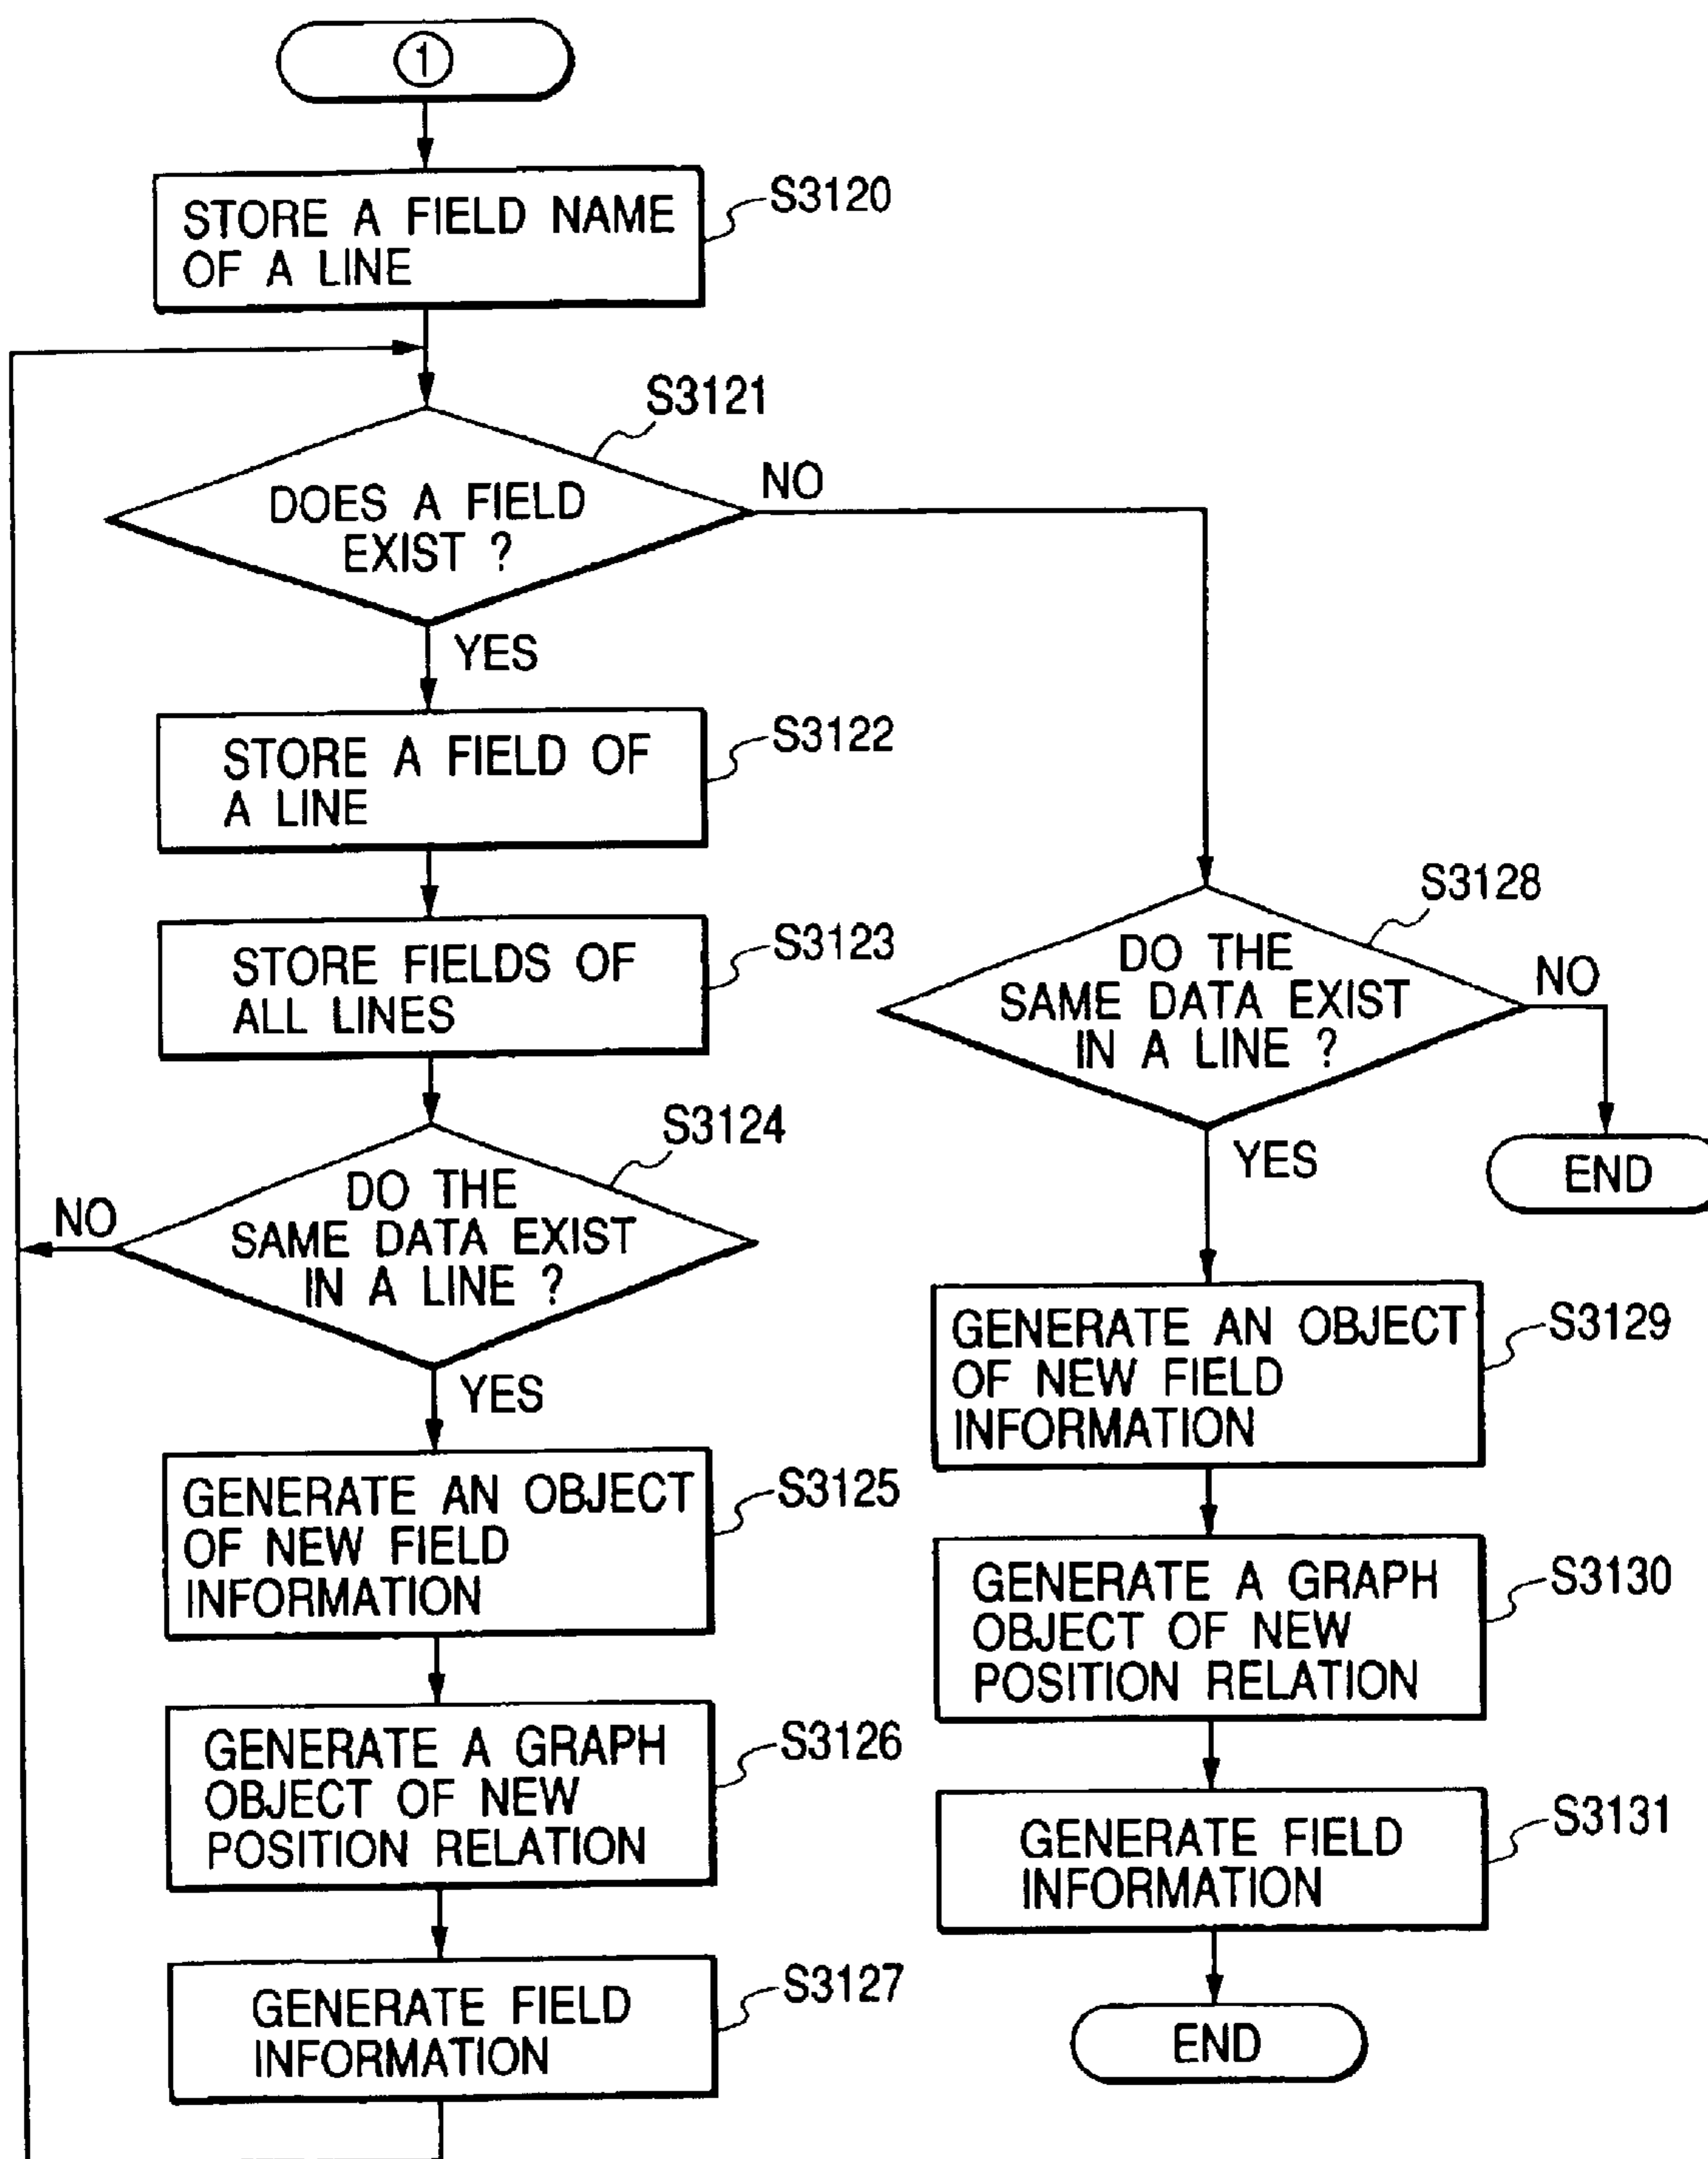 1
STORE A FIELD NAME
OF A LINE
S3120
S3121
DOES A FIELD
EXIST ?
NO
YES
STORE A FIELD OF
A LINE
S3122
STORE FIELDS OF
ALL LINES
S3123
S3124
DO THE
SAME DATA EXIST
IN A LINE ?
NO
YES
GENERATE AN OBJECT
OF NEW FIELD
INFORMATION
S3125
GENERATE A GRAPH
OBJECT OF NEW
POSITION RELATION
S3126
GENERATE FIELD
INFORMATION
S3127
S3128
DO THE
SAME DATA EXIST
IN A LINE ?
NO
END
YES
GENERATE AN OBJECT
OF NEW FIELD
INFORMATION
S3129
GENERATE A GRAPH
OBJECT OF NEW
POSITION RELATION
S3130
GENERATE FIELD
INFORMATION
S3131
END